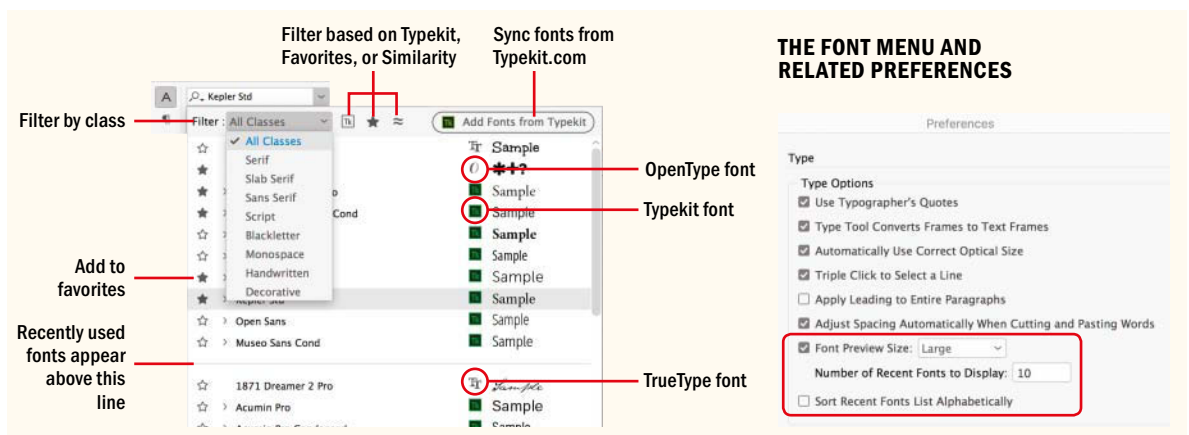 Filter based on Typekit,
Favorites, or Similarity
Sync fonts from
Typekit.com
THE FONT MENU AND
RELATED PREFERENCES
A
Kepler Std
Filter by class
Filter : All Classes
Tk
Add Fonts from Typekit
All Classes
Serif
Slab Serif
Sans Serif
Script
Blackletter
Monospace
Handwritten
Decorative
Cond
Kepler Std
Open Sans
Museo Sans Cond
1871 Dreamer 2 Pro
Acumin Pro
Sample
Sample
Sample
Sample
Sample
Sample
Sample
Sample
Sample
Sample
Sample
Sample
OpenType font
Typekit font
TrueType font
Add to
favorites
Recently used
fonts appear
above this
line
Preferences
Type
Type Options
Use Typographer's Quotes
Type Tool Converts Frames to Text Frames
Automatically Use Correct Optical Size
Triple Click to Select a Line
Apply Leading to Entire Paragraphs
Adjust Spacing Automatically When Cutting and Pasting Words
Font Preview Size: Large
Number of Recent Fonts to Display: 10
Sort Recent Fonts List Alphabetically